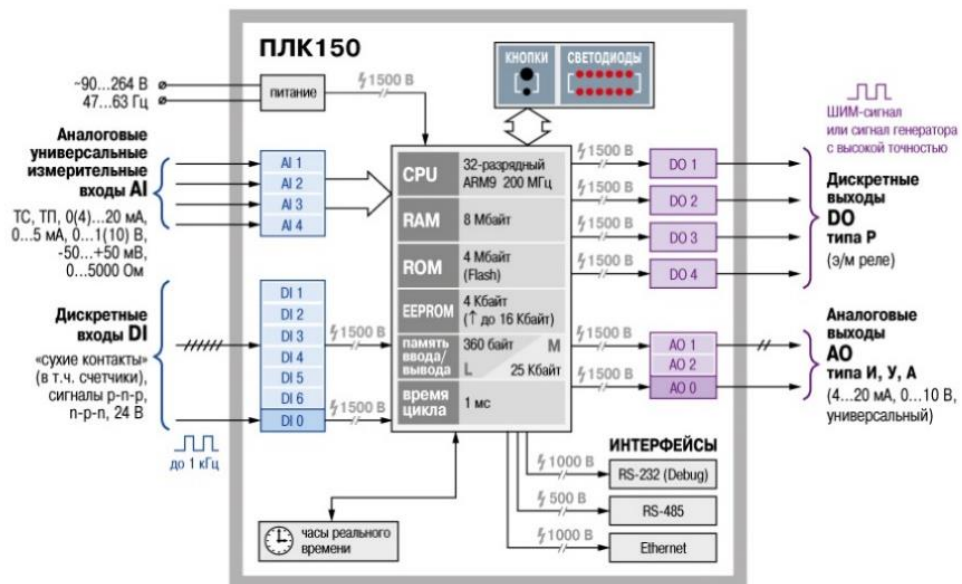 ПЛК150
КНОПКИ
СВЕТОДИОДЫ
~90...264 В
47...63 Гц
питание
1500 В
Аналоговые
универсальные
измерительные
входы AI
ТС, ТП, 0(4)...20 мА,
0...5 мА, 0...1(10) В,
-50...+50 мВ,
0...5000 Ом
AI 1
AI 2
AI 3
AI 4
Дискретные
входы DI
«сухие контакты»
(в т.ч. счетчики),
сигналы p-n-p,
n-p-n, 24 В
до 1 кГц
DI 1
DI 2
DI 3
DI 4
DI 5
DI 6
DI 0
1500 В
1500 В
CPU
32-разрядный
ARM9 200 МГц
RAM
8 Мбайт
ROM
4 Мбайт
(Flash)
EEPROM
4 Кбайт
(↑ до 16 Кбайт)
память
ввода/
вывода
360 байт
M
L
25 Кбайт
время
цикла
1 мс
1500 В
1500 В
1500 В
1500 В
DO 1
DO 2
DO 3
DO 4
ШИМ-сигнал
или сигнал генератора
с высокой точностью
Дискретные
выходы
DO
типа Р
(э/м реле)
1500 В
1500 В
AO 1
AO 2
AO 0
Аналоговые
выходы
AO
типа И, У, А
(4...20 мА, 0...10 В,
универсальный)
ИНТЕРФЕЙСЫ
1000 В
RS-232 (Debug)
500 В
RS-485
1000 В
Ethernet
часы реального
времени